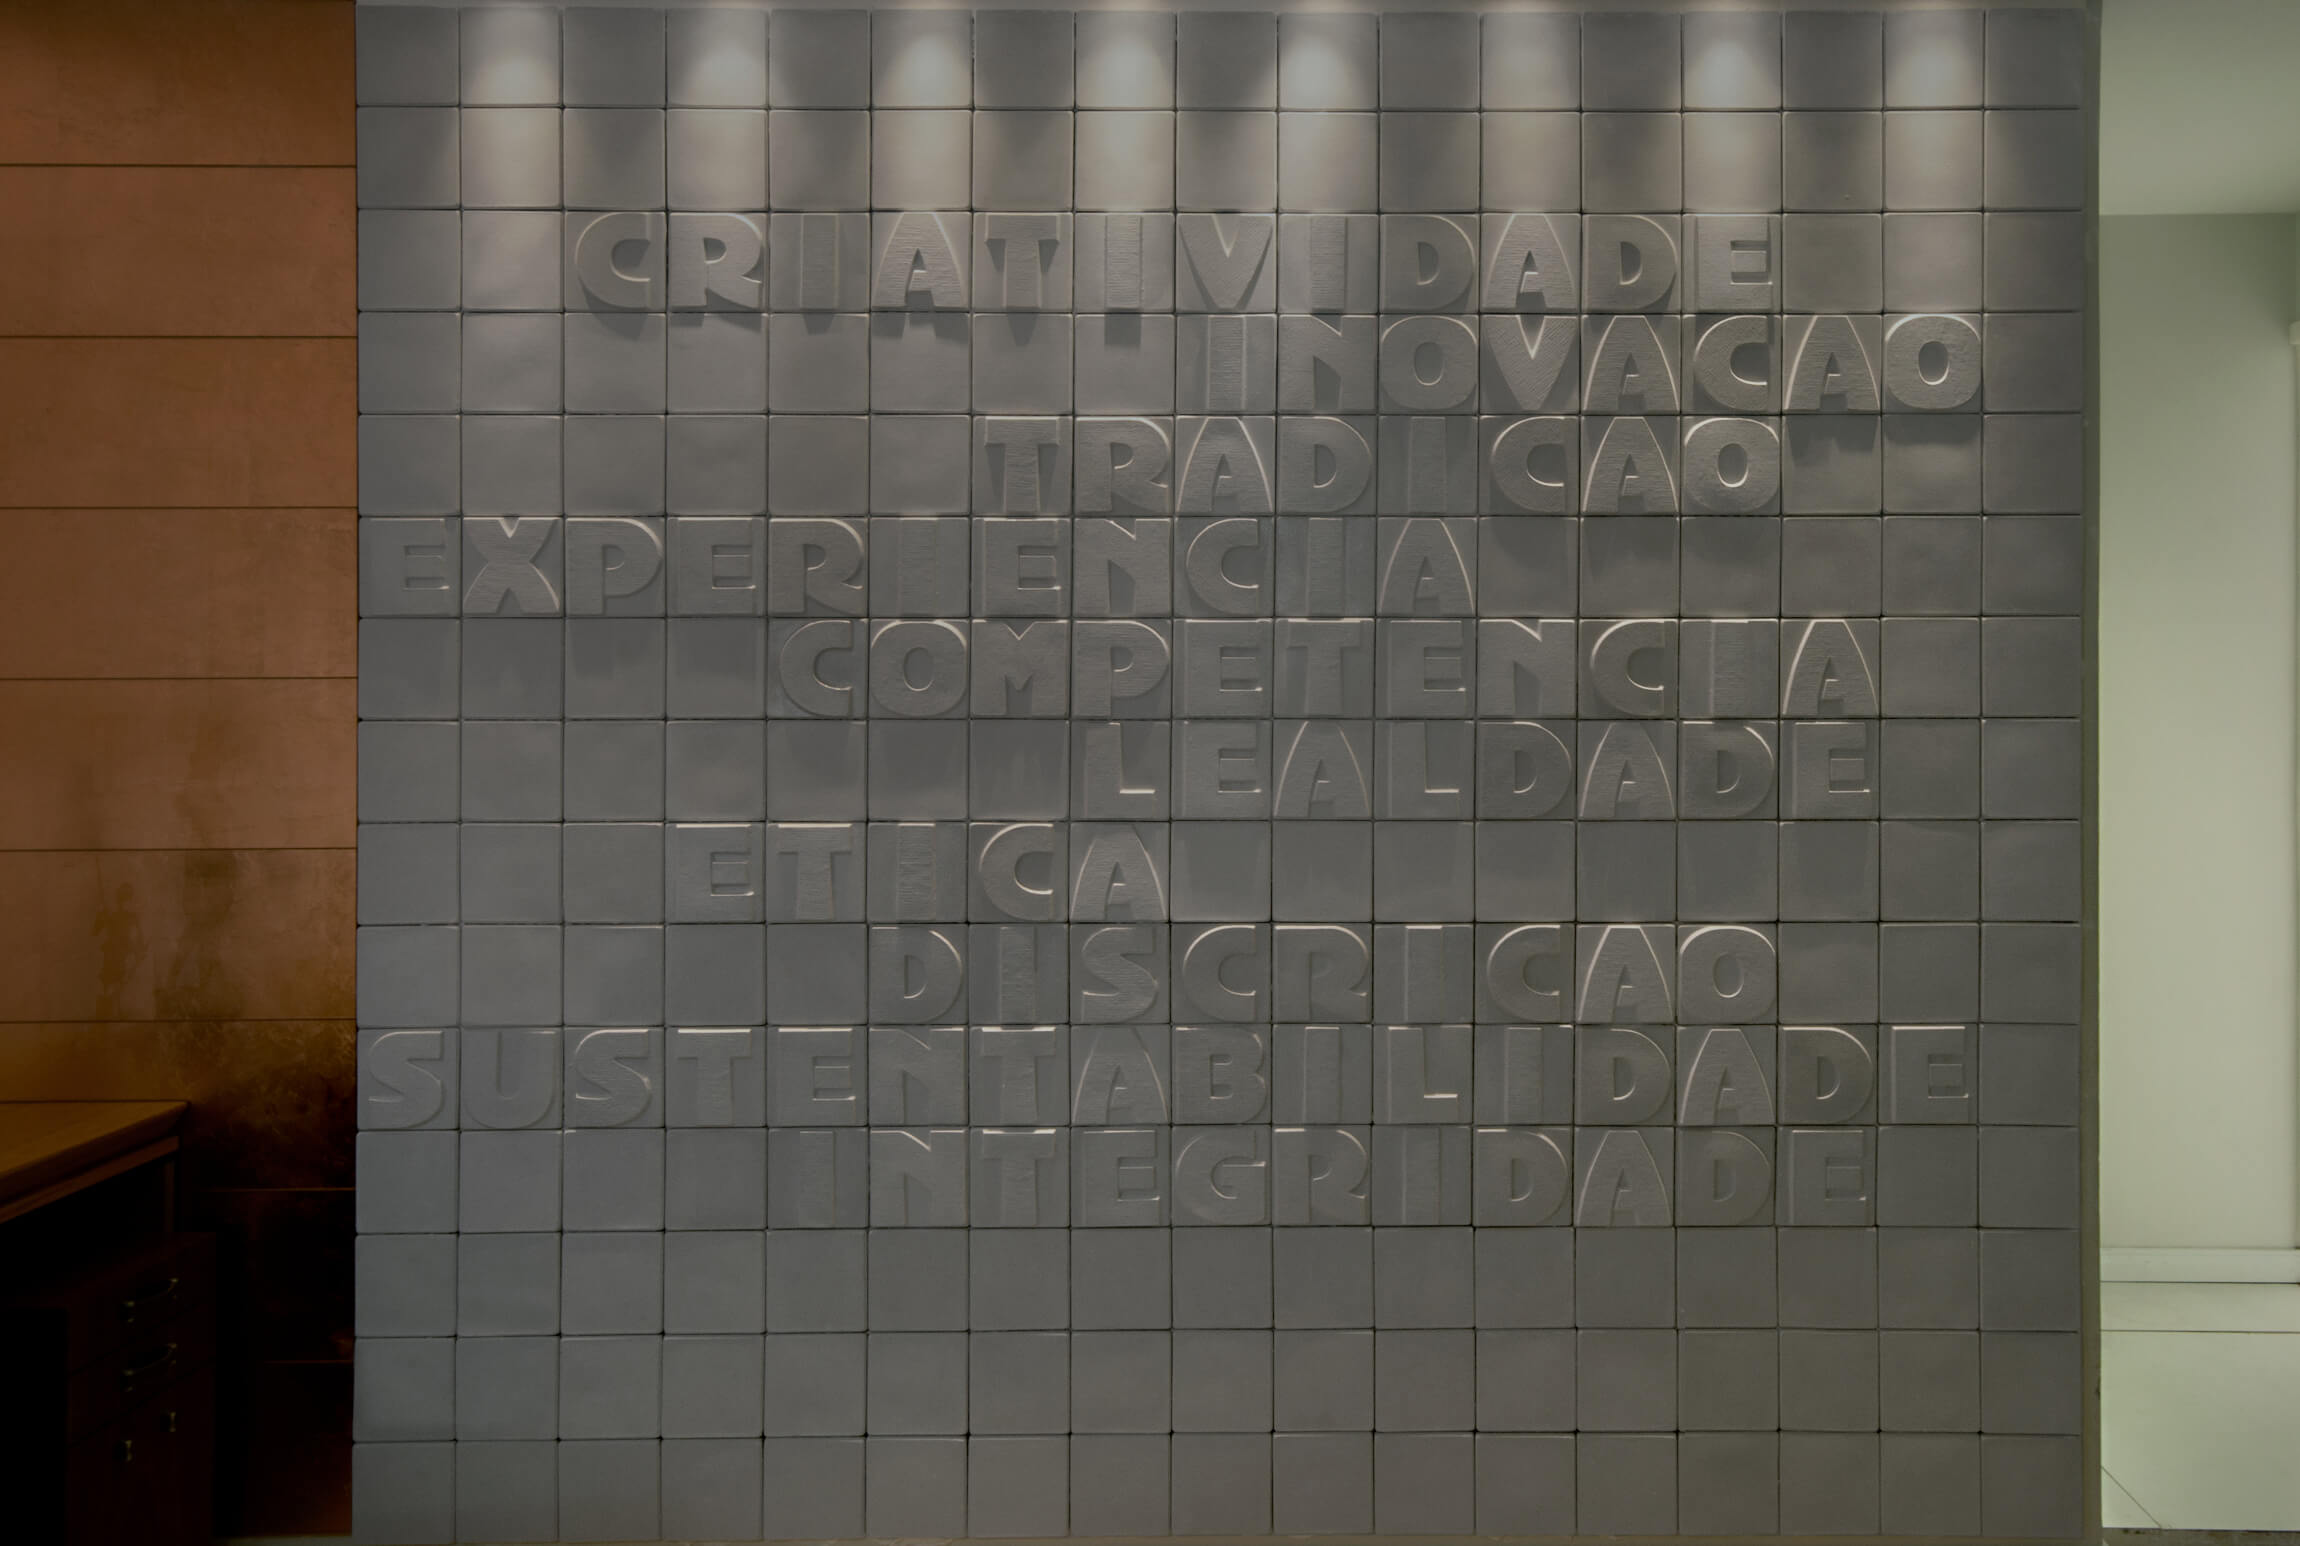 CRIATIVIDADE
INOVACAO
TRADICAO
EXPERIENCIA
COMPETENCIA
LEALDADE
ETICA
DISCRICAO
SUSTENTABILIDADE
INTEGRIDADE